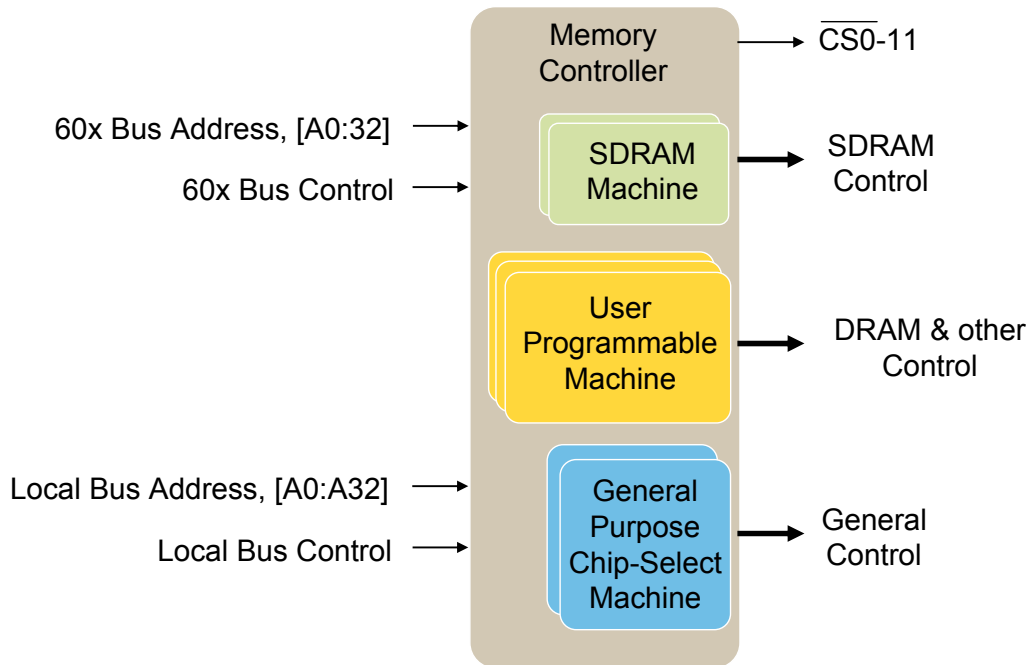 Memory
Controller
CS0-11
60x Bus Address, [A0:32]
60x Bus Control
SDRAM
Machine
SDRAM
Control
User
Programmable
Machine
DRAM & other
Control
Local Bus Address, [A0:A32]
Local Bus Control
General
Purpose
Chip-Select
Machine
General
Control